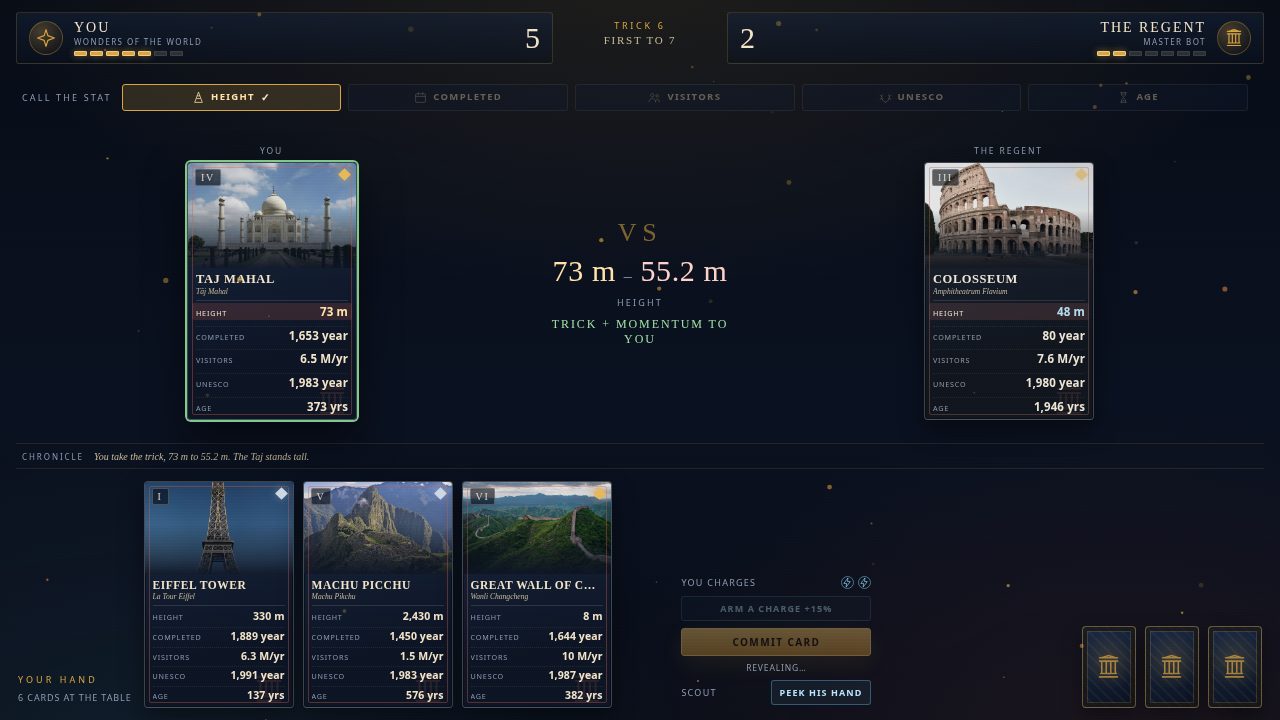 YOU
WONDERS OF THE WORLD
5
TRICK 6
FIRST TO 7
2
THE REGENT
MASTER BOT
CALL THE STAT
HEIGHT ✓
COMPLETED
VISITORS
UNESCO
AGE
YOU
IV
TAJ MAHAL
Tāj Mahal
HEIGHT 73 m
COMPLETED 1,653 year
VISITORS 6.5 M/yr
UNESCO 1,983 year
AGE 373 yrs
VS
73 m – 55.2 m
HEIGHT
TRICK + MOMENTUM TO
YOU
THE REGENT
III
COLOSSEUM
Amphitheatrum Flavium
HEIGHT 48 m
COMPLETED 80 year
VISITORS 7.6 M/yr
UNESCO 1,980 year
AGE 1,946 yrs
CHRONICLE You take the trick, 73 m to 55.2 m. The Taj stands tall.
YOUR HAND
6 CARDS AT THE TABLE
I
EIFFEL TOWER
La Tour Eiffel
HEIGHT 330 m
COMPLETED 1,889 year
VISITORS 6.3 M/yr
UNESCO 1,991 year
AGE 137 yrs
V
MACHU PICCHU
Machu Pikchu
HEIGHT 2,430 m
COMPLETED 1,450 year
VISITORS 1.5 M/yr
UNESCO 1,983 year
AGE 576 yrs
VI
GREAT WALL OF C...
Wanli Changcheng
HEIGHT 8 m
COMPLETED 1,644 year
VISITORS 10 M/yr
UNESCO 1,987 year
AGE 382 yrs
YOU CHARGES
ARM A CHARGE +15%
COMMIT CARD
REVEALING...
SCOUT
PEEK HIS HAND